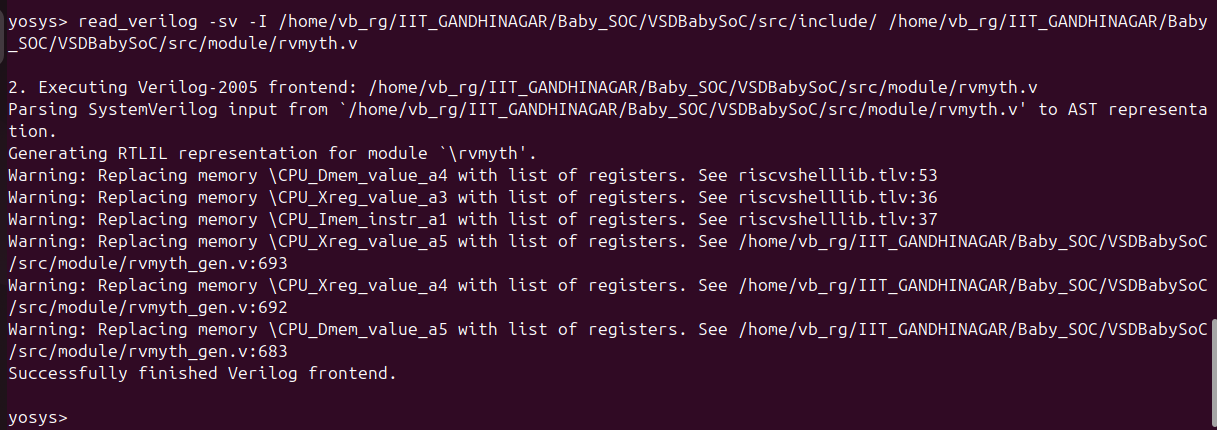 yosys> read_verilog -sv -I /home/vb_rg/IIT_GANDHINAGAR/Baby_SOC/VSDBabySoC/src/include/ /home/vb_rg/IIT_GANDHINAGAR/Baby
_SOC/VSDBabySoC/src/module/rvmyth.v
2. Executing Verilog-2005 frontend: /home/vb_rg/IIT_GANDHINAGAR/Baby_SOC/VSDBabySoC/src/module/rvmyth.v
Parsing SystemVerilog input from `/home/vb_rg/IIT_GANDHINAGAR/Baby_SOC/VSDBabySoC/src/module/rvmyth.v' to AST representa
tion.
Generating RTLIL representation for module `\rvmyth'.
Warning: Replacing memory \CPU_Dmem_value_a4 with list of registers. See riscvshelllib.tlv:53
Warning: Replacing memory \CPU_Xreg_value_a3 with list of registers. See riscvshelllib.tlv:36
Warning: Replacing memory \CPU_Imem_instr_a1 with list of registers. See riscvshelllib.tlv:37
Warning: Replacing memory \CPU_Xreg_value_a5 with list of registers. See /home/vb_rg/IIT_GANDHINAGAR/Baby_SOC/VSDBabySoC
/src/module/rvmyth_gen.v:693
Warning: Replacing memory \CPU_Xreg_value_a4 with list of registers. See /home/vb_rg/IIT_GANDHINAGAR/Baby_SOC/VSDBabySoC
/src/module/rvmyth_gen.v:692
Warning: Replacing memory \CPU_Dmem_value_a5 with list of registers. See /home/vb_rg/IIT_GANDHINAGAR/Baby_SOC/VSDBabySoC
/src/module/rvmyth_gen.v:683
Successfully finished Verilog frontend.
yosys>